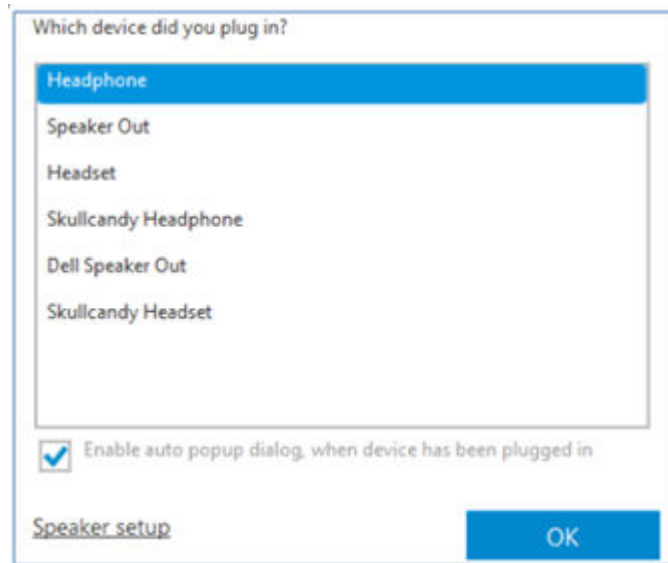 Which device did you plug in?
Headphone
Speaker Out
Headset
Skullcandy Headphone
Dell Speaker Out
Skullcandy Headset
Enable auto popup dialog, when device has been plugged in
Speaker setup
OK